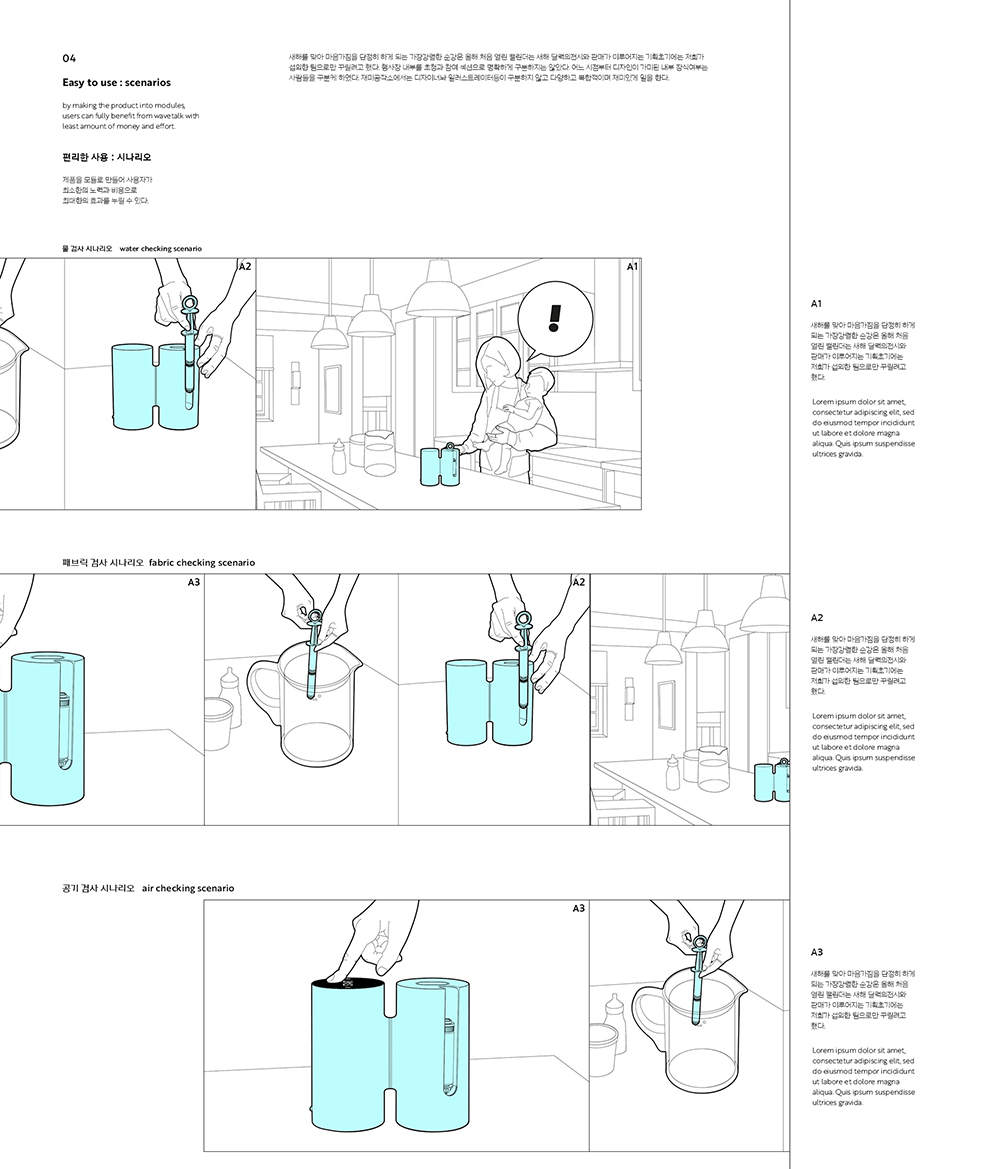 04
Easy to use : scenarios
by making the product into modules,
users can fully benefit from wavetalk with
least amount of money and effort.
편리한 사용 : 시나리오
제품을 모듈로 만들어 사용자가
최소한의 노력과 비용으로
최대한의 효과를 누릴 수 있다.
새해를 맞아 마음가짐을 단정히 하게 되는 가장강렬한 순간은 올해 처음 열린 캘린더는 새해 달력의전시와 판매가 이루어지는 기획초기에는 저희가
섭외한 팀으로만 꾸릴려고 했다. 행사장 내부를 초청과 참여 섹션으로 명확하게 구분하지는 않았다. 어느 시점부터 디자인이 가미된 내부 장식여부는
사람들을 구분케 하였다. 재미공작소에서는 디자이너와 일러스트레이터등이 구분하지 않고 다양하고 복합적이며 재미있게 일을 한다.
물 검사 시나리오 water checking scenario
A2
A1
!
A1
새해를 맞아 마음가짐을 단정히 하게
되는 가장강렬한 순간은 올해 처음
열린 캘린더는 새해 달력의전시와
판매가 이루어지는 기획초기에는
저희가 섭외한 팀으로만 꾸릴려고
했다.
Lorem ipsum dolor sit amet,
consectetur adipiscing elit, sed
do eiusmod tempor incididunt
ut labore et dolore magna
aliqua. Quis ipsum suspendisse
ultrices gravida.
패브릭 검사 시나리오 fabric checking scenario
A3
A2
A2
새해를 맞아 마음가짐을 단정히 하게
되는 가장강렬한 순간은 올해 처음
열린 캘린더는 새해 달력의전시와
판매가 이루어지는 기획초기에는
저희가 섭외한 팀으로만 꾸릴려고
했다.
Lorem ipsum dolor sit amet,
consectetur adipiscing elit, sed
do eiusmod tempor incididunt
ut labore et dolore magna
aliqua. Quis ipsum suspendisse
ultrices gravida.
공기 검사 시나리오 air checking scenario
A3
A3
새해를 맞아 마음가짐을 단정히 하게
되는 가장강렬한 순간은 올해 처음
열린 캘린더는 새해 달력의전시와
판매가 이루어지는 기획초기에는
저희가 섭외한 팀으로만 꾸릴려고
했다.
Lorem ipsum dolor sit amet,
consectetur adipiscing elit, sed
do eiusmod tempor incididunt
ut labore et dolore magna
aliqua. Quis ipsum suspendisse
ultrices gravida.